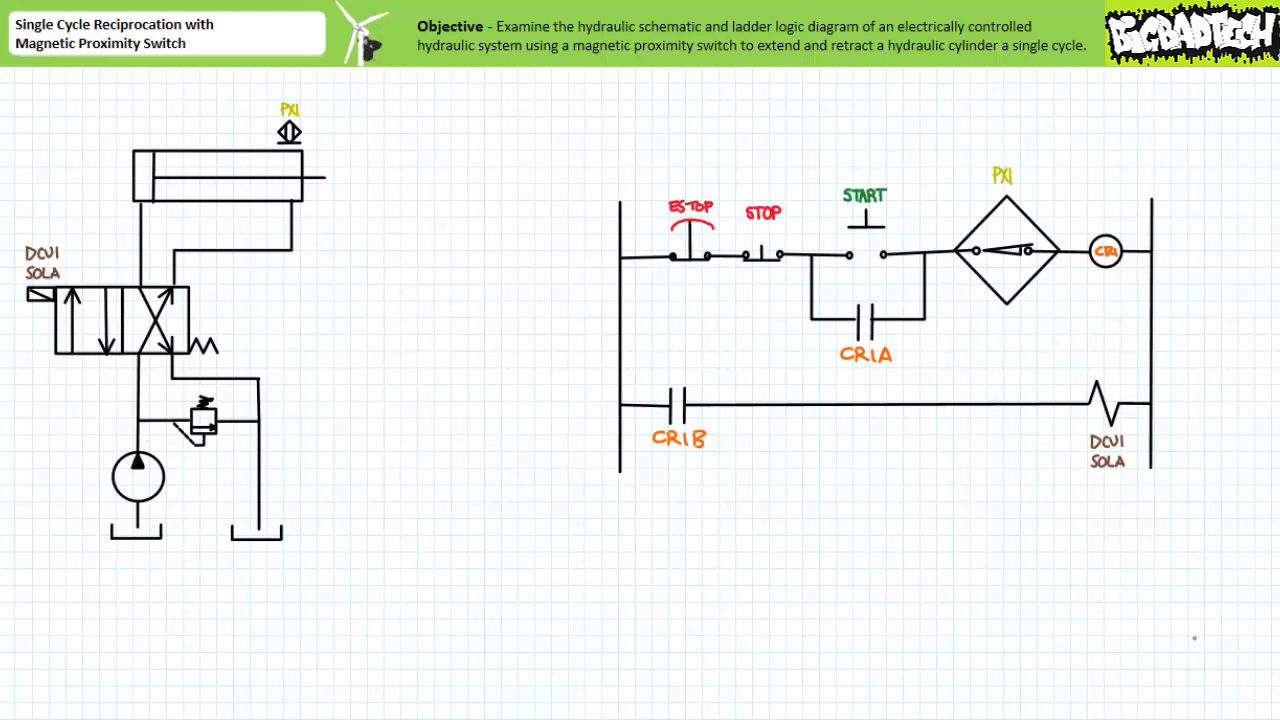 Single Cycle Reciprocation with
Magnetic Proximity Switch
Objective - Examine the hydraulic schematic and ladder logic diagram of an electrically controlled
hydraulic system using a magnetic proximity switch to extend and retract a hydraulic cylinder a single cycle.
BIGBADTECH
PX1
DCV1
SOLA
ESTOP
STOP
START
PX1
CR1
CR1A
CR1B
DCV1
SOLA